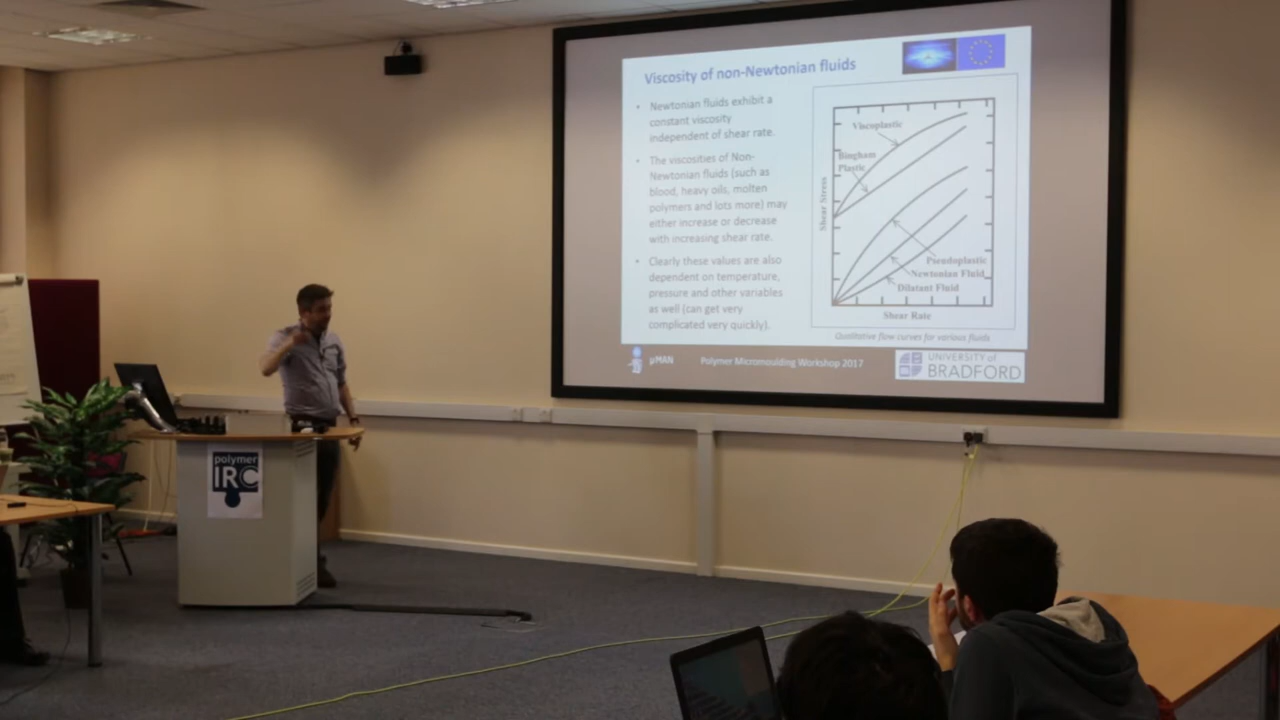 Viscosity of non-Newtonian fluids
• Newtonian fluids exhibit a
constant viscosity
independent of shear rate.
• The viscosities of Non-
Newtonian fluids (such as
blood, heavy oils, molten
polymers and lots more) may
either increase or decrease
with increasing shear rate.
• Clearly these values are also
dependent on temperature,
pressure and other variables
as well (can get very
complicated very quickly).
Viscoplastic
Bingham
Plastic
Shear Stress
Pseudoplastic
Newtonian Fluid
Dilatant Fluid
Shear Rate
Qualitative flow curves for various fluids
µMAN
Polymer Micromoulding Workshop 2017
UNIVERSITY of
BRADFORD
polymer
IRC